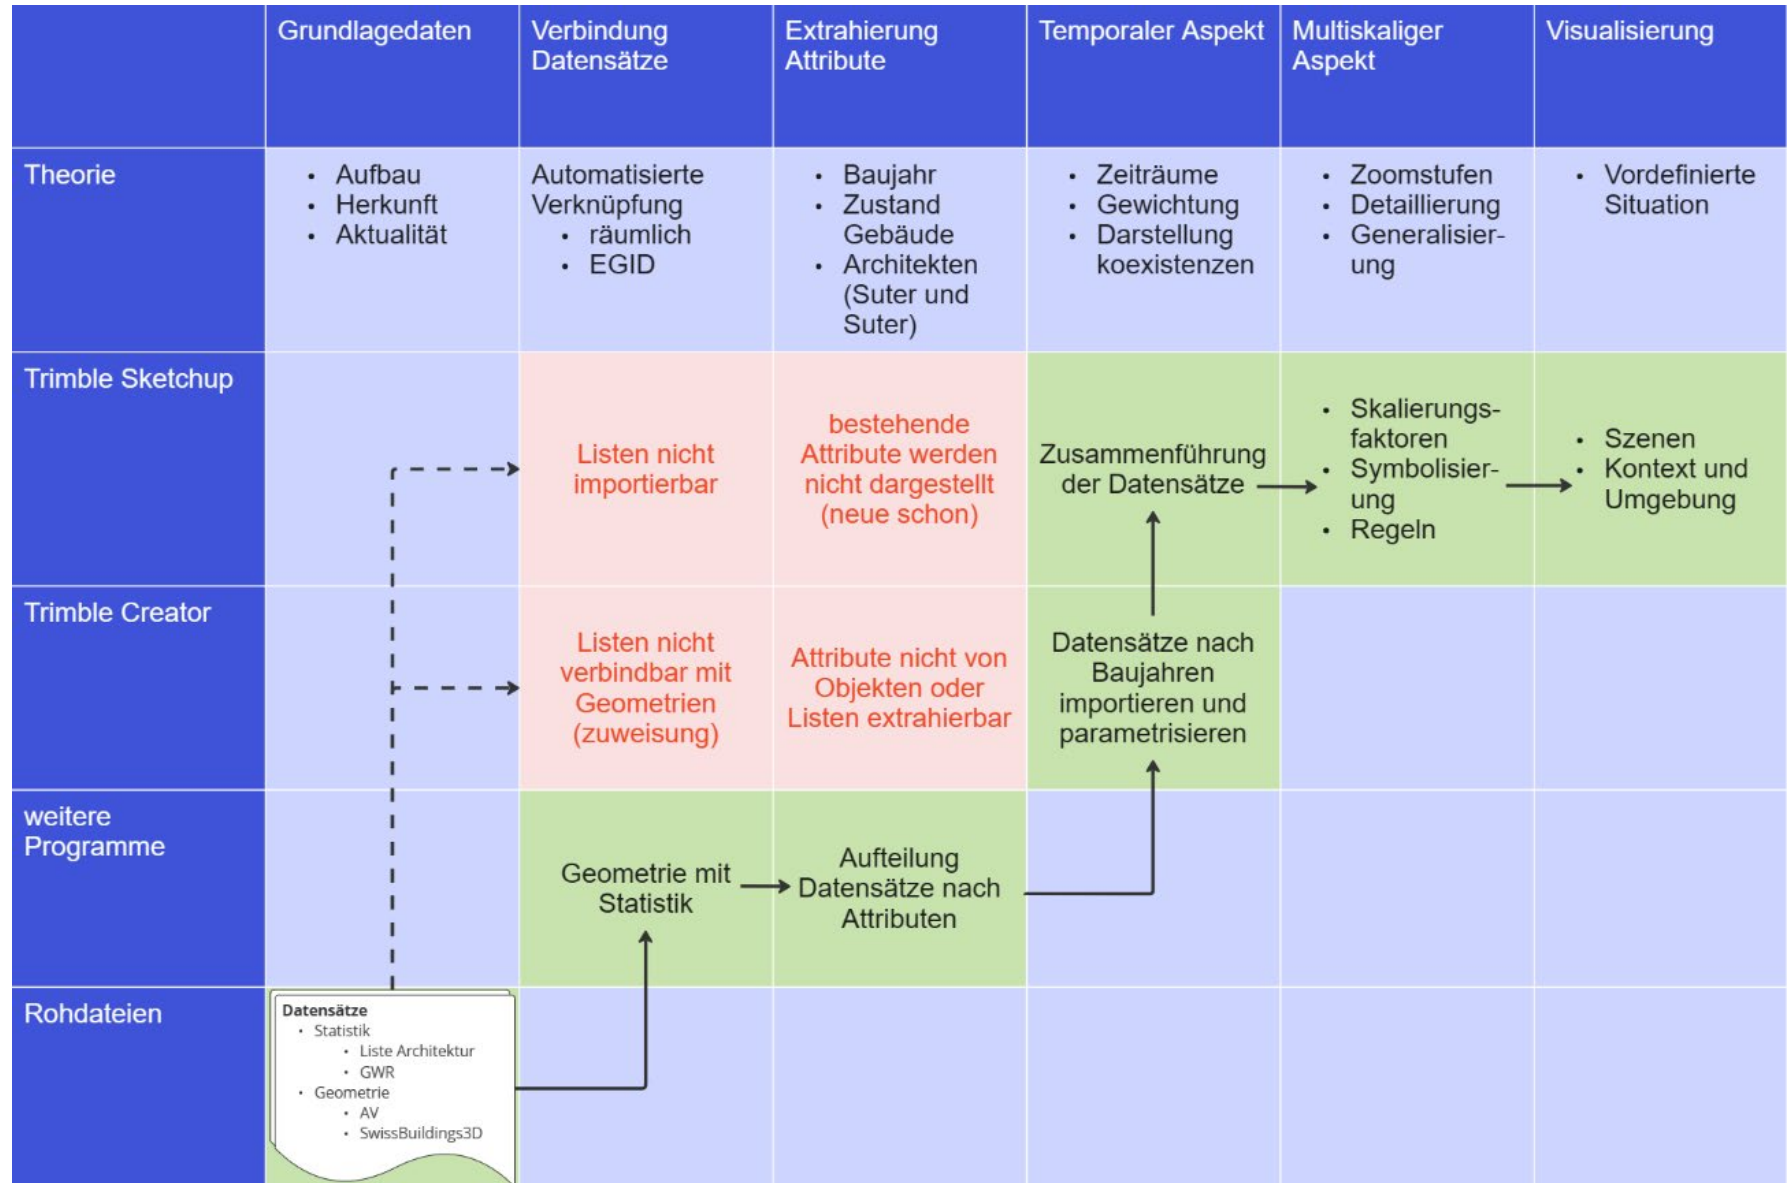 Grundlagedaten
Verbindung
Datensätze
Extrahierung
Attribute
Temporaler Aspekt
Multiskaliger
Aspekt
Visualisierung
Theorie
• Aufbau
• Herkunft
• Aktualität
Automatisierte
Verknüpfung
• räumlich
• EGID
• Baujahr
• Zustand
Gebäude
• Architekten
(Suter und
Suter)
• Zeiträume
• Gewichtung
• Darstellung
koexistenzen
• Zoomstufen
• Detaillierung
• Generalisier-
ung
• Vordefinierte
Situation
Trimble Sketchup
Listen nicht
importierbar
bestehende
Attribute werden
nicht dargestellt
(neue schon)
Zusammenführung
der Datensätze
• Skalierungs-
faktoren
• Symbolisier-
ung
• Regeln
• Szenen
• Kontext und
Umgebung
Trimble Creator
Listen nicht
verbindbar mit
Geometrien
(zuweisung)
Attribute nicht von
Objekten oder
Listen extrahierbar
Datensätze nach
Baujahren
importieren und
parametrisieren
weitere
Programme
Geometrie mit
Statistik
Aufteilung
Datensätze nach
Attributen
Rohdateien
Datensätze
• Statistik
• Liste Architektur
• GWR
• Geometrie
• AV
• SwissBuildings3D